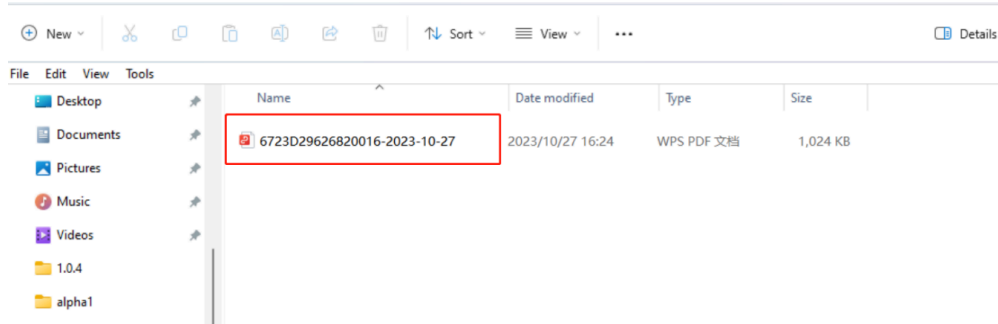 New Sort View ... Details
File Edit View Tools
Name Date modified Type Size
Desktop
6723D29626820016-2023-10-27 2023/10/27 16:24 WPS PDF 文档 1,024 KB
Documents
Pictures
Music
Videos
1.0.4
alpha1